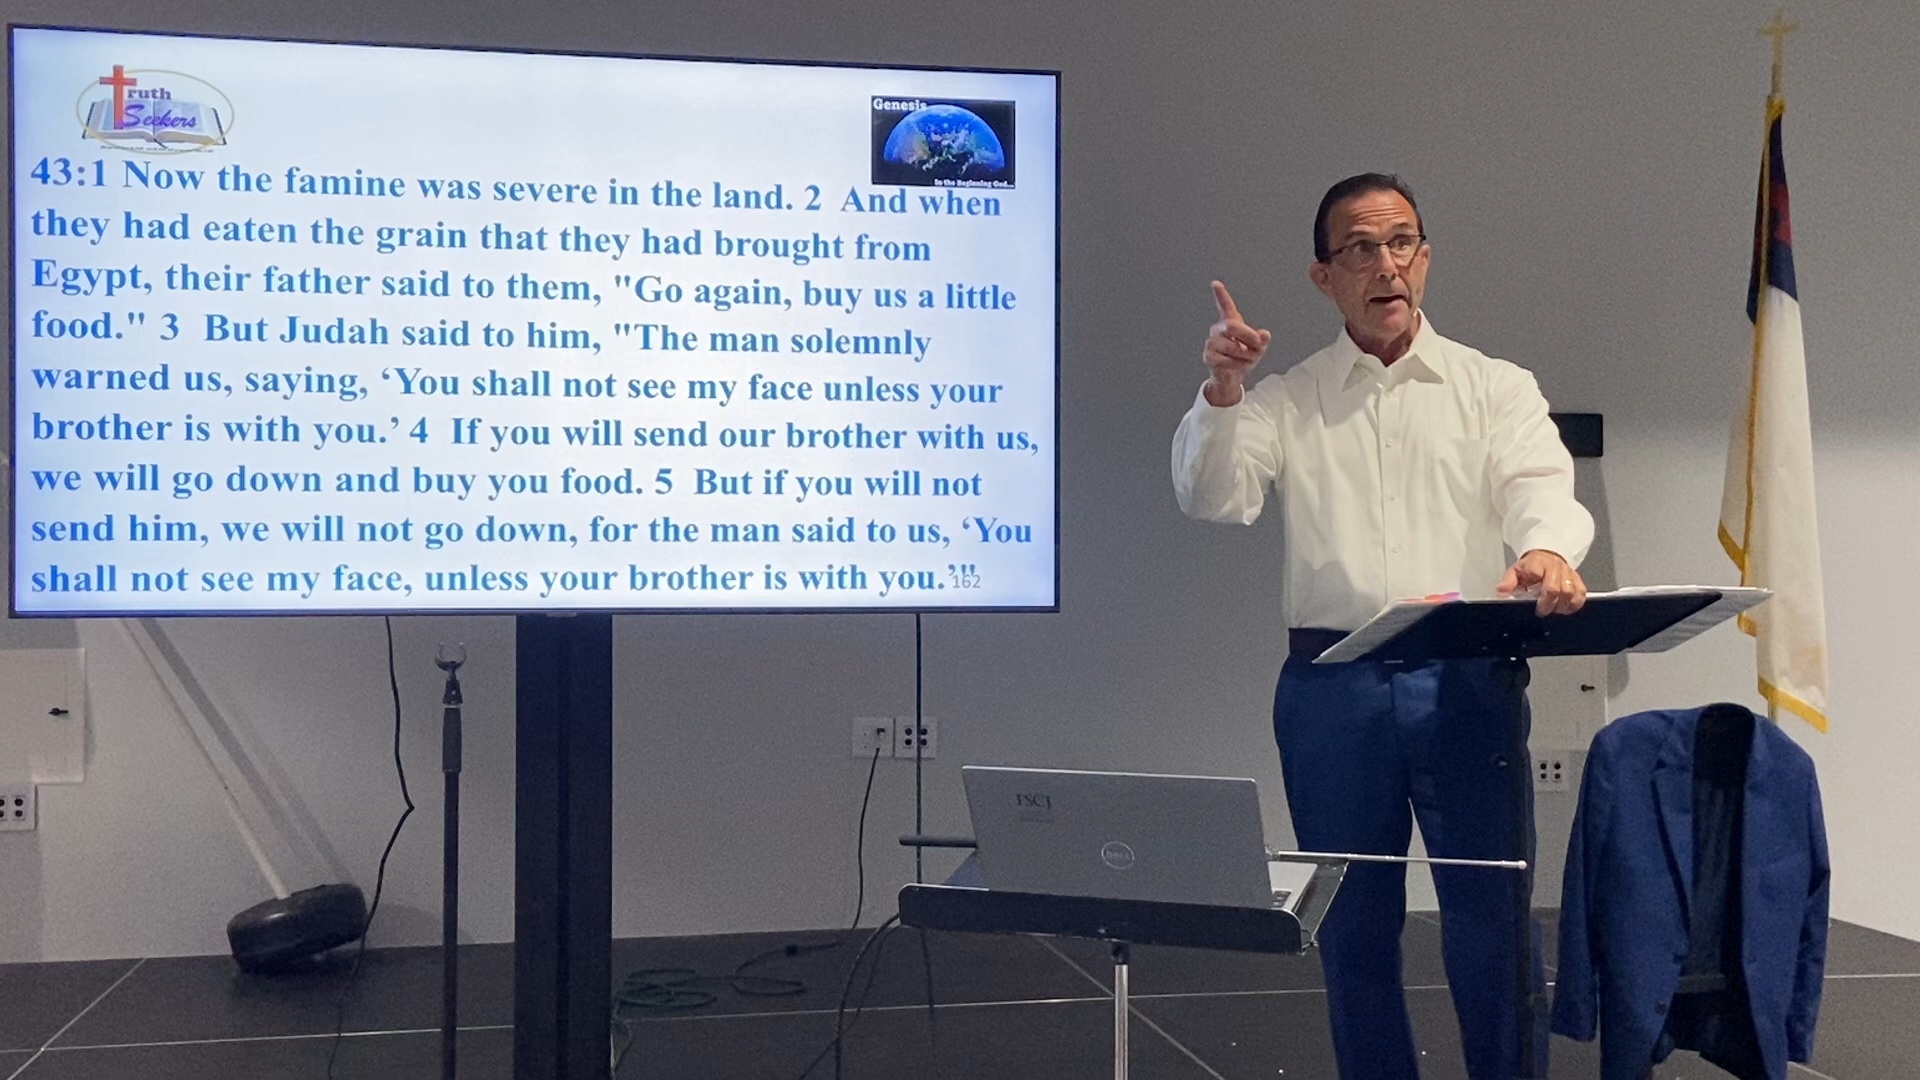 Truth
Seekers
Genesis
In the Beginning God...
43:1 Now the famine was severe in the land. 2 And when
they had eaten the grain that they had brought from
Egypt, their father said to them, "Go again, buy us a little
food." 3 But Judah said to him, "The man solemnly
warned us, saying, ‘You shall not see my face unless your
brother is with you.’ 4 If you will send our brother with us,
we will go down and buy you food. 5 But if you will not
send him, we will not go down, for the man said to us, ‘You
shall not see my face, unless your brother is with you.’"
162
TSCJ
DELL